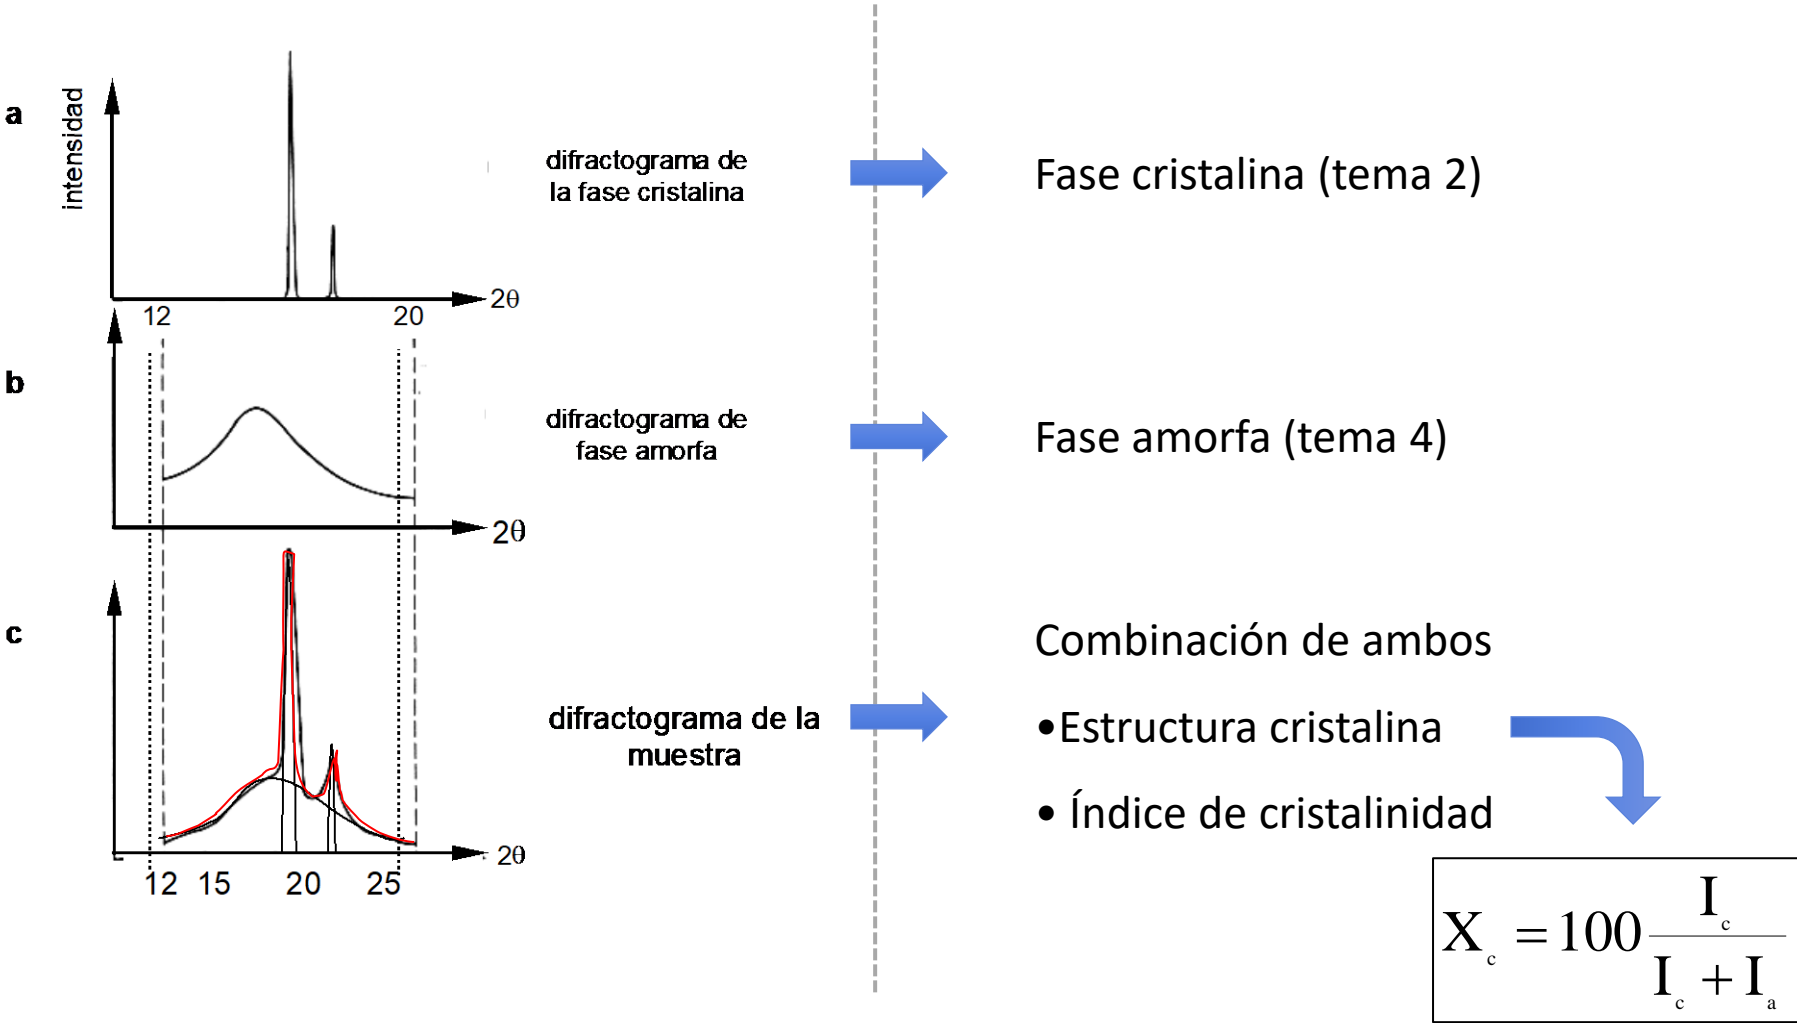 a
intensidad
difractograma de
la fase cristalina
Fase cristalina (tema 2)
2θ
12 20
b
difractograma de
fase amorfa
Fase amorfa (tema 4)
2θ
c
difractograma de la
muestra
Combinación de ambos
•Estructura cristalina
• Índice de cristalinidad
2θ
12 15 20 25
X_c = 100 I_c / (I_c + I_a)